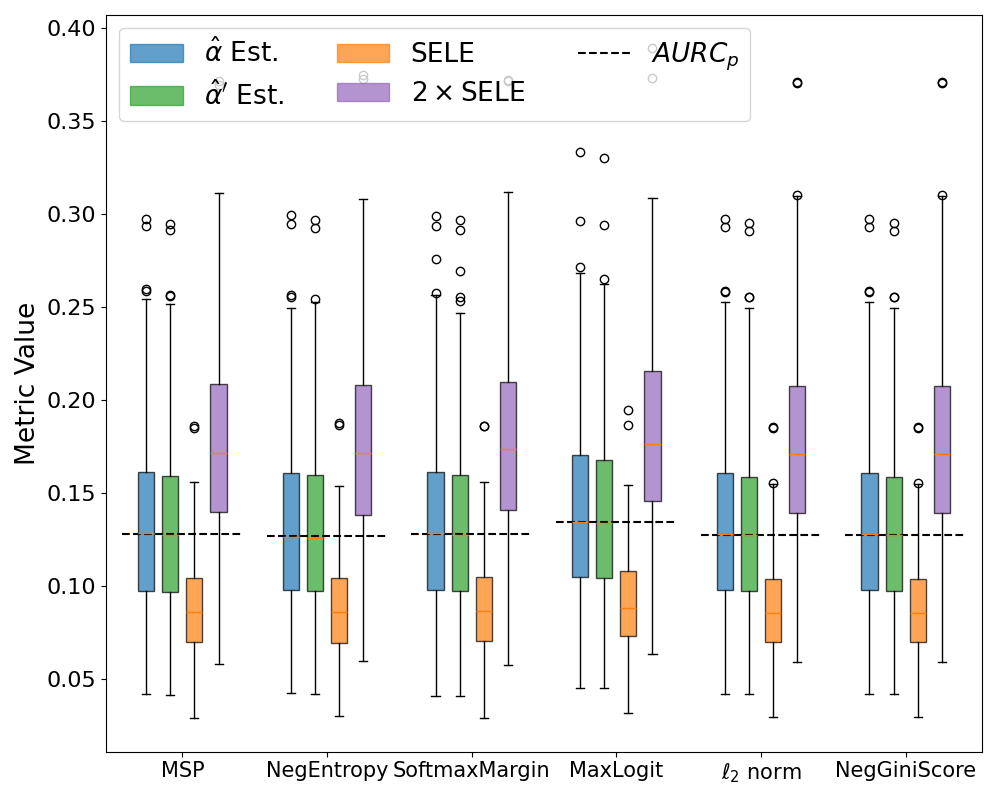 0.40
0.35
0.30
0.25
0.20
0.15
0.10
0.05
Metric Value
α̂ Est.
α̂′ Est.
SELE
2 × SELE
AURC_p
MSP
NegEntropy
SoftmaxMargin
MaxLogit
ℓ₂ norm
NegGiniScore